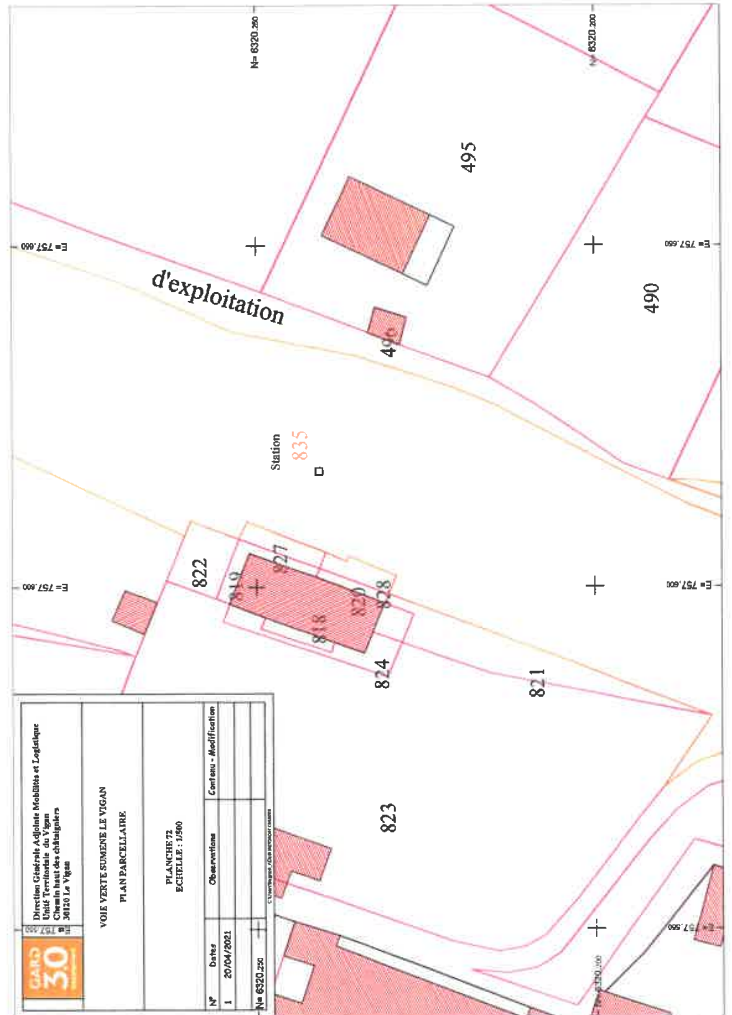 GARD
3.0
Direction Générale Adjointe Mobilités et Logistique
Unité Territoriale du Vigan
Chemin haut des châtaigniers
30120 Le Vigan
VOIE VERTE SUMENE LE VIGAN
PLAN PARCELLAIRE
PLANCHE 72
ECHELLE : 1/500
N° Dates Observations Contenu - Modification
1 20/04/2021
N= 6320.250
N= 6320.200
N= 6320.250
N= 6320.200
E= 757.650
E= 757.650
E= 757.600
E= 757.600
E= 757.550
E= 757.550
495
490
d'exploitation
496
Station
835
822
827
819
820
828
818
824
821
823